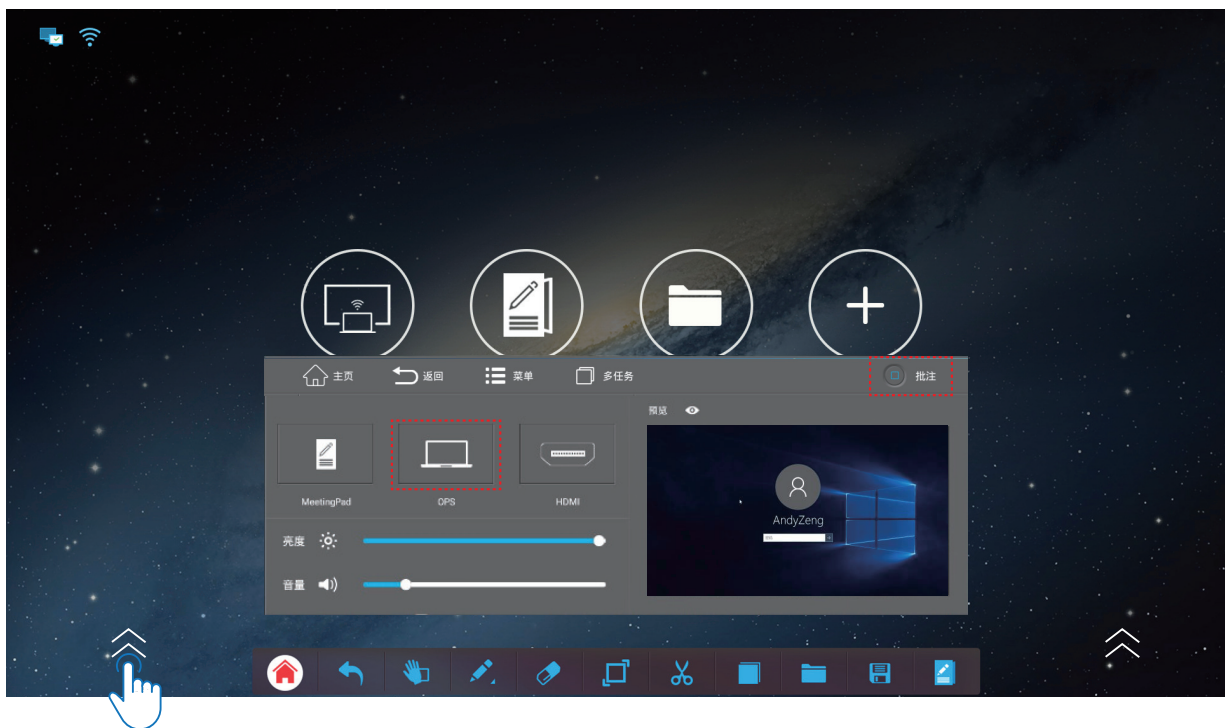 主页 返回 菜单 多任务 批注
预览
MeetingPad OPS HDMI
AndyZeng
亮度
音量